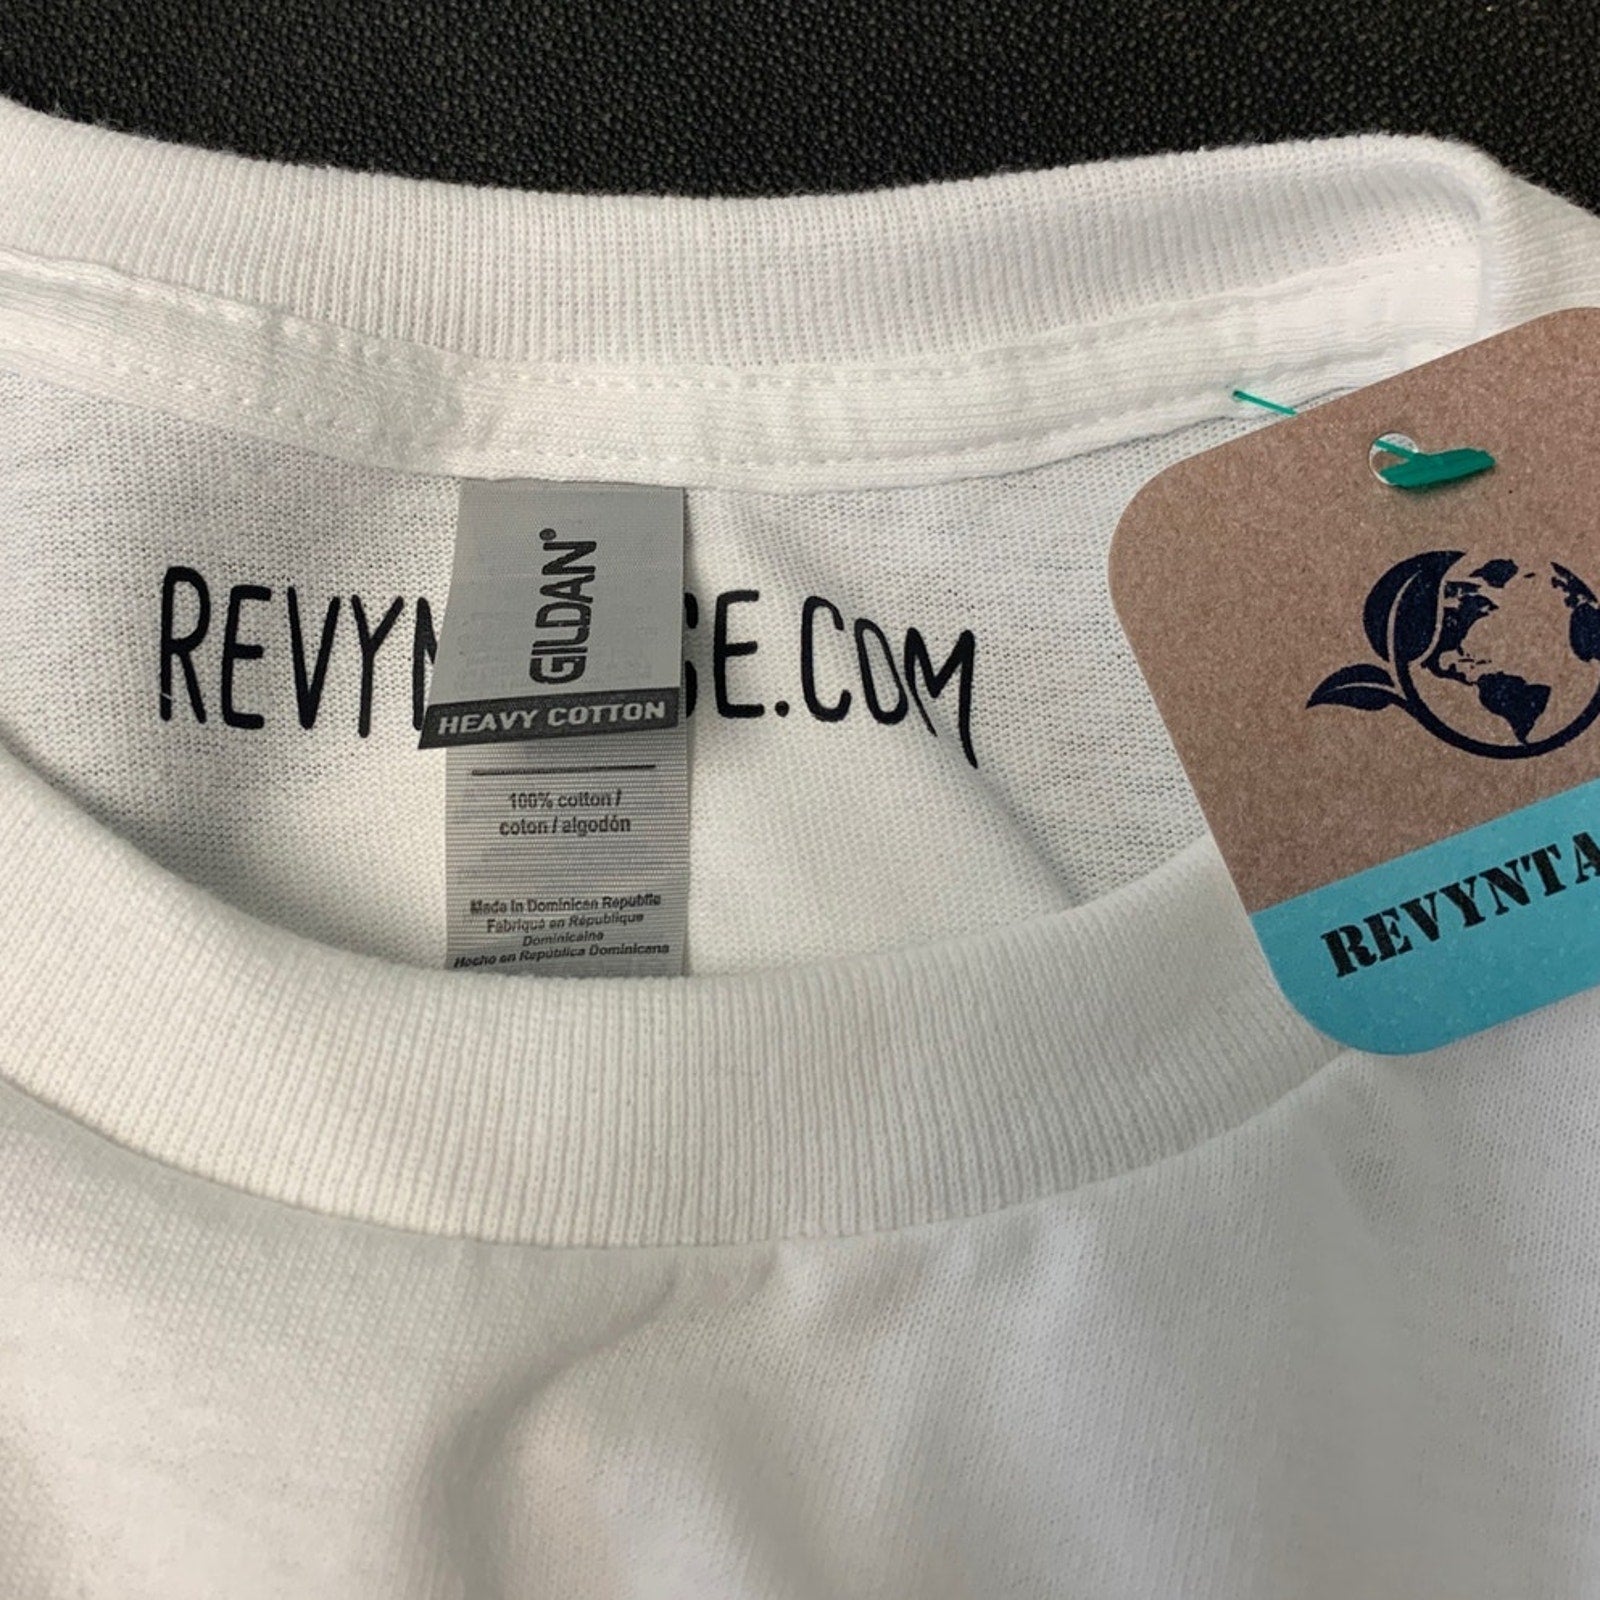 REVYN
GE.COM
GILDAN®
HEAVY COTTON
100% cotton /
coton / algodón
Made in Dominican Republic
Fabriqué en République
Dominicaine
Hecho en República Dominicana
REVYNTA